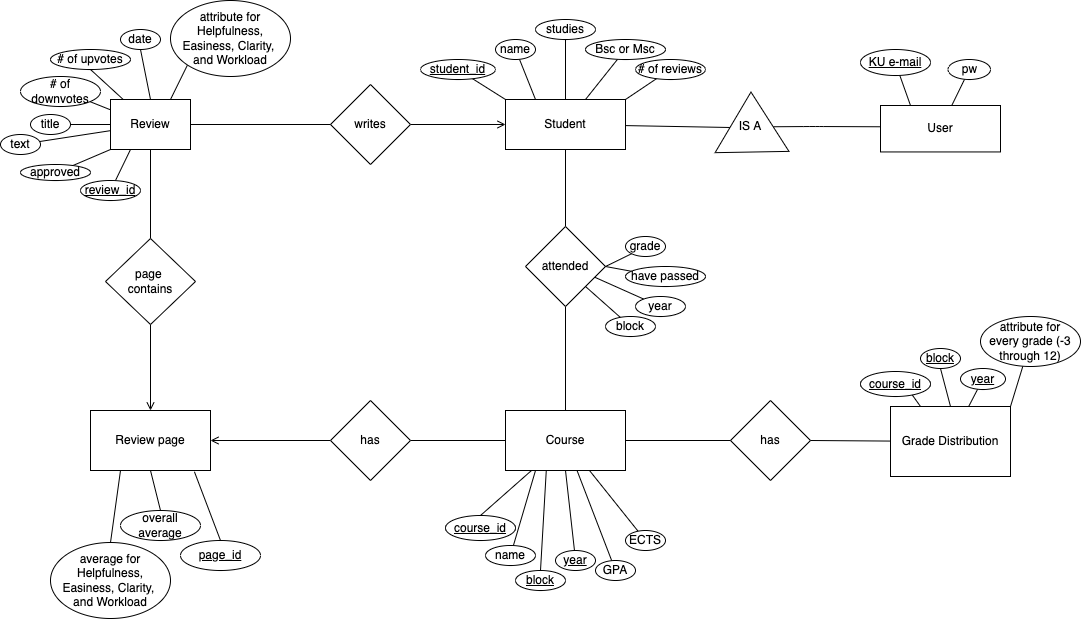 attribute for
Helpfulness,
Easiness, Clarity,
and Workload
date
# of upvotes
# of
downvotes
title
text
approved
review_id
Review
writes
studies
name
Bsc or Msc
student_id
# of reviews
Student
IS A
KU e-mail
pw
User
page
contains
attended
grade
have passed
year
block
attribute for
every grade (-3
through 12)
block
course_id
year
Review page
has
Course
has
Grade Distribution
overall
average
page_id
average for
Helpfulness,
Easiness, Clarity,
and Workload
course_id
name
block
year
GPA
ECTS